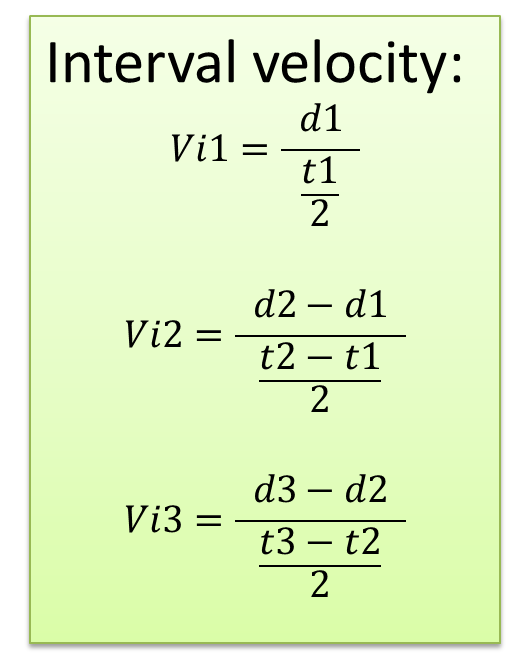 Interval velocity:
Vi1 = d1 / (t1 / 2)
Vi2 = d2 − d1 / (t2 − t1 / 2)
Vi3 = d3 − d2 / (t3 − t2 / 2)